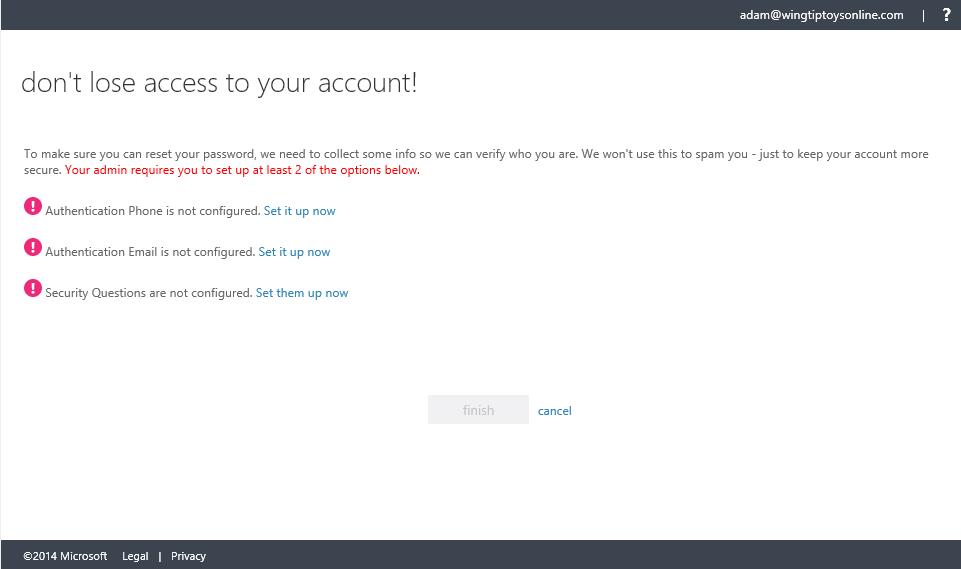 adam@wingtiptoysonline.com | ?
don't lose access to your account!
To make sure you can reset your password, we need to collect some info so we can verify who you are. We won't use this to spam you - just to keep your account more
secure. Your admin requires you to set up at least 2 of the options below.
! Authentication Phone is not configured. Set it up now
! Authentication Email is not configured. Set it up now
! Security Questions are not configured. Set them up now
finish cancel
©2014 Microsoft Legal | Privacy